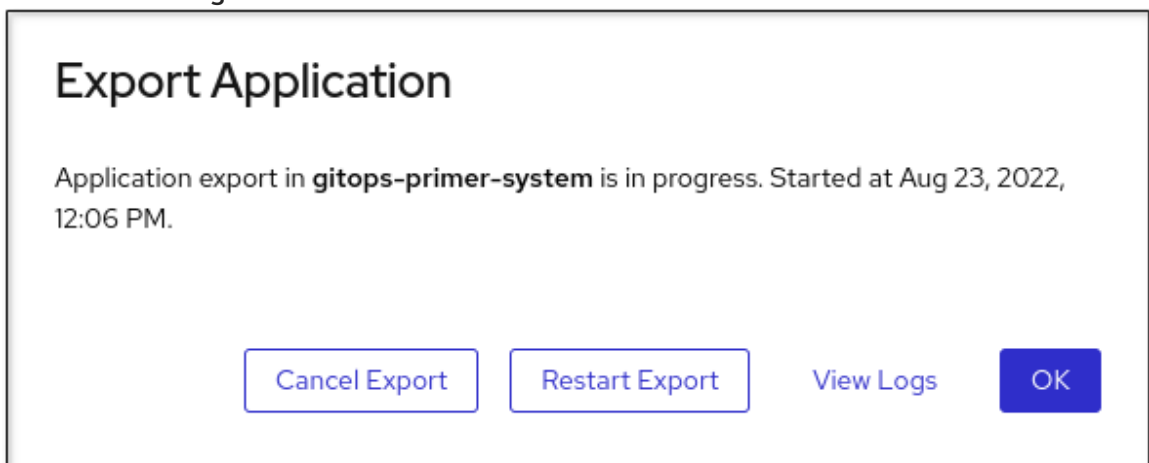 Export Application
Application export in gitops-primer-system is in progress. Started at Aug 23, 2022,
12:06 PM.
Cancel Export Restart Export View Logs OK